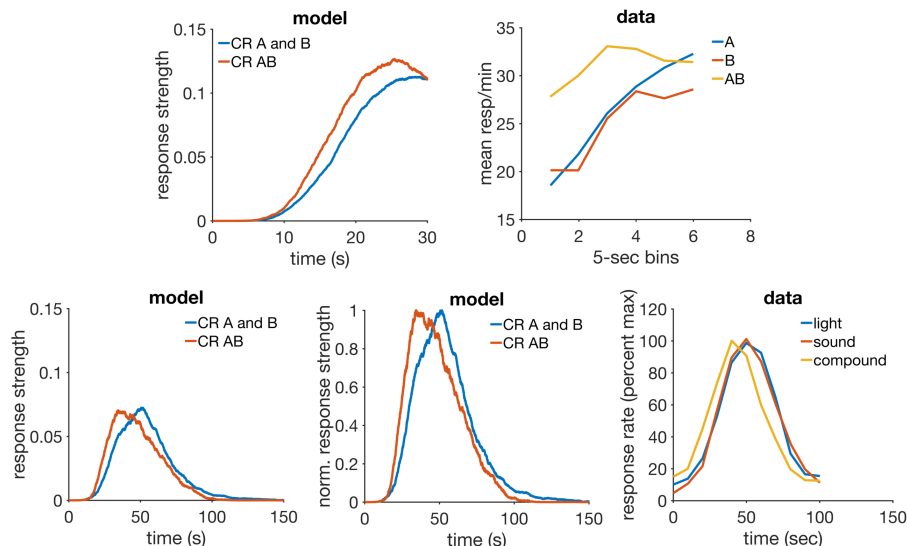 model
response strength
0.15
0.1
0.05
0
0 10 20 30
time (s)
CR A and B
CR AB
data
mean resp/min
35
30
25
20
15
0 2 4 6 8
5-sec bins
A
B
AB
model
response strength
0.15
0.1
0.05
0
0 50 100 150
time (s)
CR A and B
CR AB
model
norm. response strength
1
0.8
0.6
0.4
0.2
0
0 50 100 150
time (s)
CR A and B
CR AB
data
response rate (percent max)
120
100
80
60
40
20
0
0 50 100 150
time (sec)
light
sound
compound